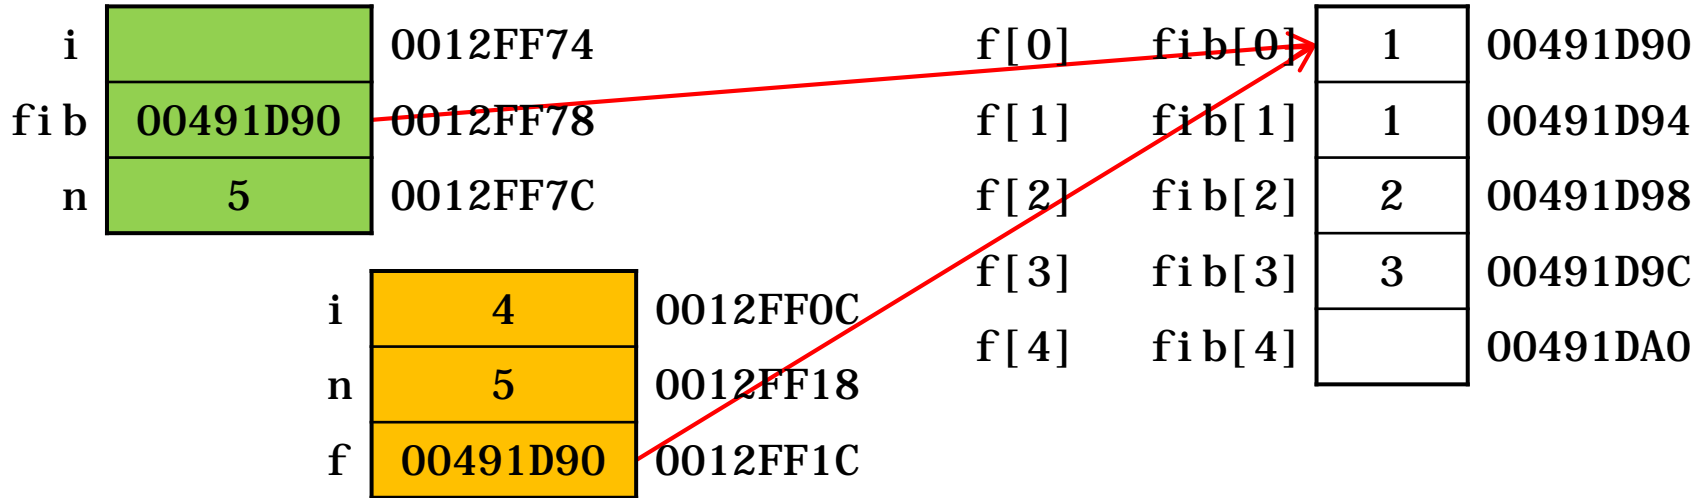 i 0012FF74 f[0] fib[0] 1 00491D90
fib 00491D90 0012FF78 f[1] fib[1] 1 00491D94
n 5 0012FF7C f[2] fib[2] 2 00491D98
f[3] fib[3] 3 00491D9C
i 4 0012FF0C
f[4] fib[4] 00491DA0
n 5 0012FF18
f 00491D90 0012FF1C